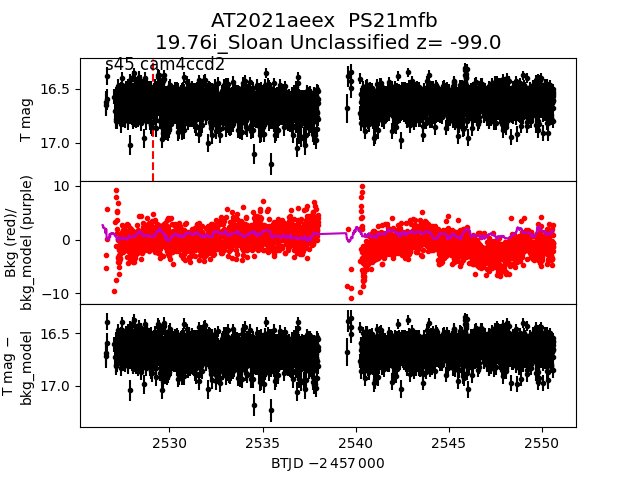 AT2021aeex  PS21mfb
19.76i_Sloan Unclassified z= -99.0
s45 cam4ccd2
16.5
17.0
T mag
10
0
−10
Bkg (red)/
bkg_model (purple)
16.5
17.0
T mag −
bkg_model
2530
2535
2540
2545
2550
BTJD −2 457 000